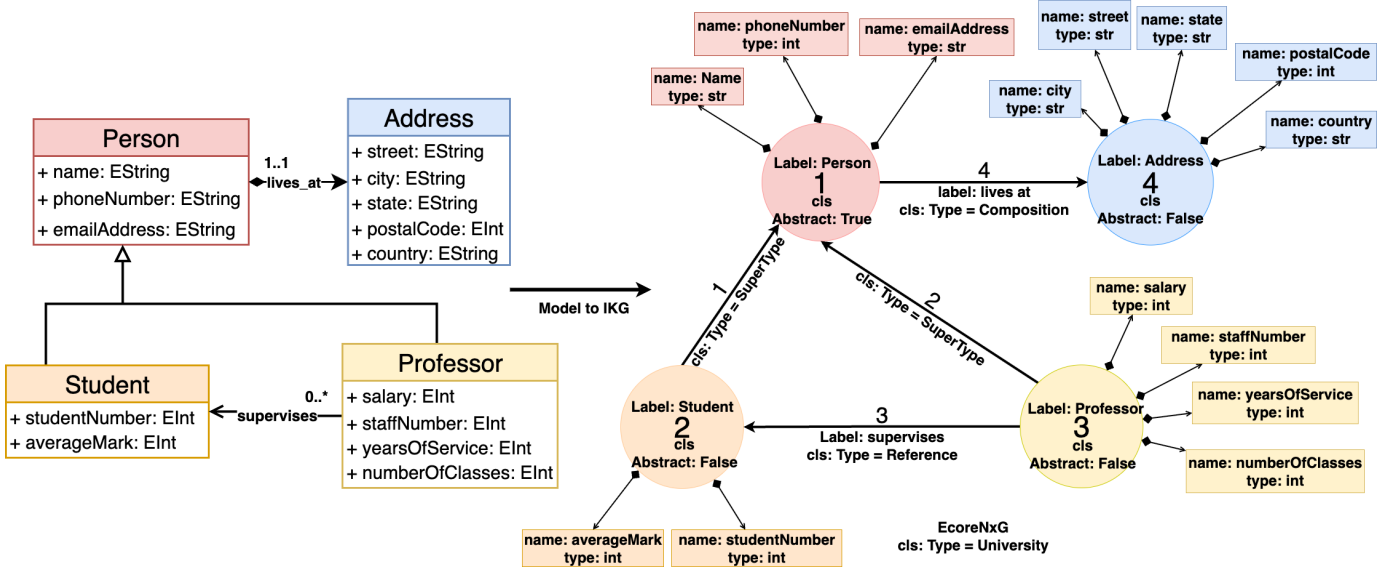 Person
+ name: EString
+ phoneNumber: EString
+ emailAddress: EString
1..1
lives_at
Address
+ street: EString
+ city: EString
+ state: EString
+ postalCode: EInt
+ country: EString
Student
+ studentNumber: EInt
+ averageMark: EInt
0..*
supervises
Professor
+ salary: EInt
+ staffNumber: EInt
+ yearsOfService: EInt
+ numberOfClasses: EInt
Model to IKG
name: phoneNumber
type: int
name: emailAddress
type: str
name: Name
type: str
Label: Person
1
cls
Abstract: True
4
label: lives at
cls: Type = Composition
name: street
type: str
name: state
type: str
name: postalCode
type: int
name: city
type: str
name: country
type: str
Label: Address
4
cls
Abstract: False
1
cls: Type = SuperType
2
cls: Type = SuperType
Label: Student
2
cls
Abstract: False
3
Label: supervises
cls: Type = Reference
Label: Professor
3
cls
Abstract: False
name: salary
type: int
name: staffNumber
type: int
name: yearsOfService
type: int
name: numberOfClasses
type: int
name: averageMark
type: int
name: studentNumber
type: int
EcoreNxG
cls: Type = University